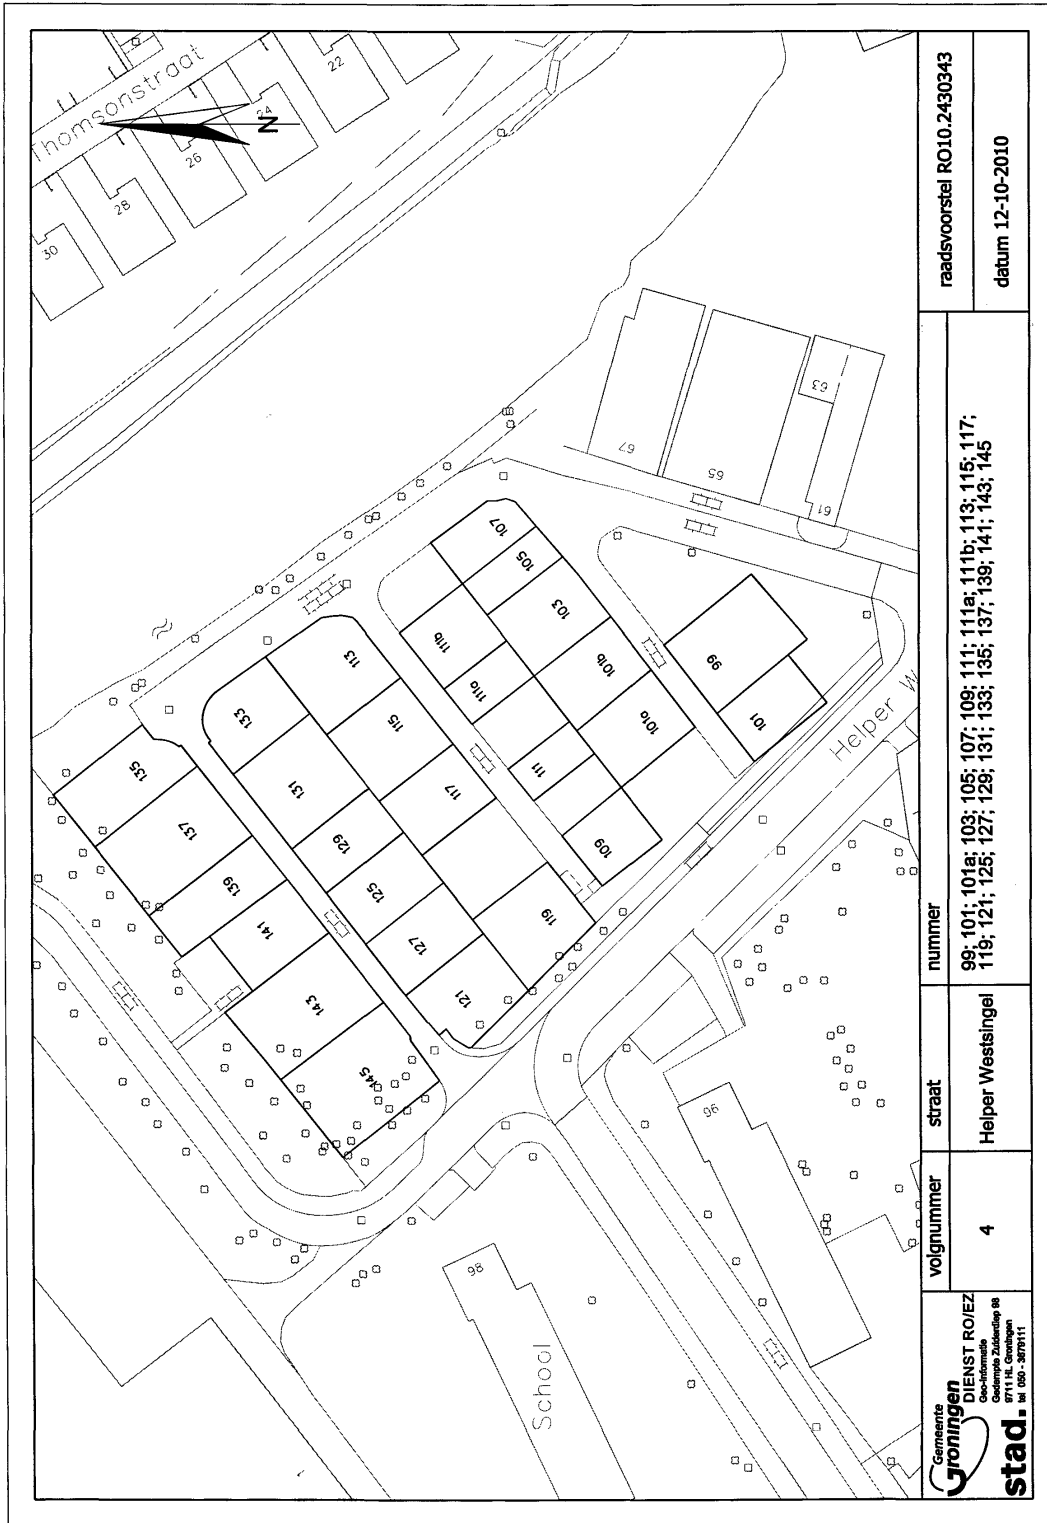 Thomsonstraat
N
22
24
26
28
30
67
65
63
61
107
105
103
101b
101a
99
101
111b
111a
111
109
113
115
117
119
133
131
129
125
127
121
135
137
139
141
143
145
Helper W
96
98
School
Gemeente
Groningen
stad.
DIENST RO/EZ
Geo-informatie
Gedempte Zuiderdiep 98
9711 HL Groningen
tel 050 - 3679111
volgnummer
4
straat
Helper Westsingel
nummer
99; 101; 101a; 103; 105; 107; 109; 111; 111a; 111b; 113; 115; 117;
119; 121; 125; 127; 129; 131; 133; 135; 137; 139; 141; 143; 145
raadsvoorstel RO10.2430343
datum 12-10-2010